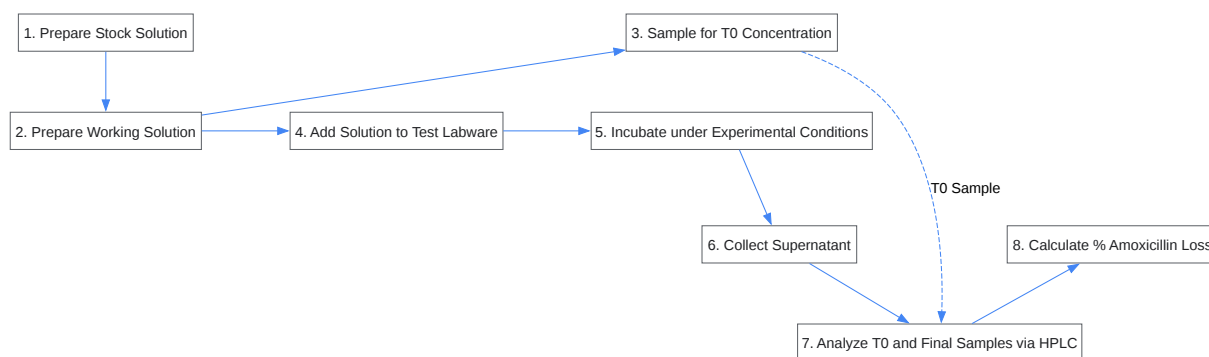 1. Prepare Stock Solution
3. Sample for T0 Concentration
2. Prepare Working Solution
4. Add Solution to Test Labware
5. Incubate under Experimental Conditions
T0 Sample
6. Collect Supernatant
8. Calculate % Amoxicillin Loss
7. Analyze T0 and Final Samples via HPLC